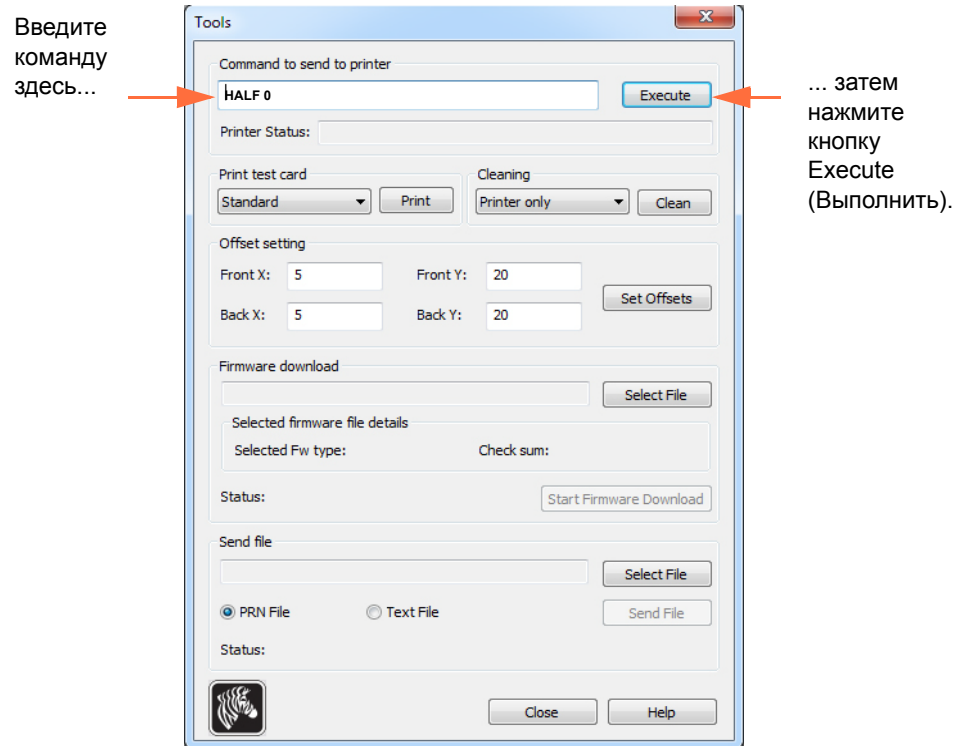 Введите
команду
здесь...
Tools
Command to send to printer
HALF 0
Execute
... затем
нажмите
кнопку
Execute
(Выполнить).
Printer Status:
Print test card
Standard
Print
Cleaning
Printer only
Clean
Offset setting
Front X: 5 Front Y: 20
Back X: 5 Back Y: 20
Set Offsets
Firmware download
Select File
Selected firmware file details
Selected Fw type: Check sum:
Status:
Start Firmware Download
Send file
Select File
PRN File Text File
Send File
Status:
Close Help